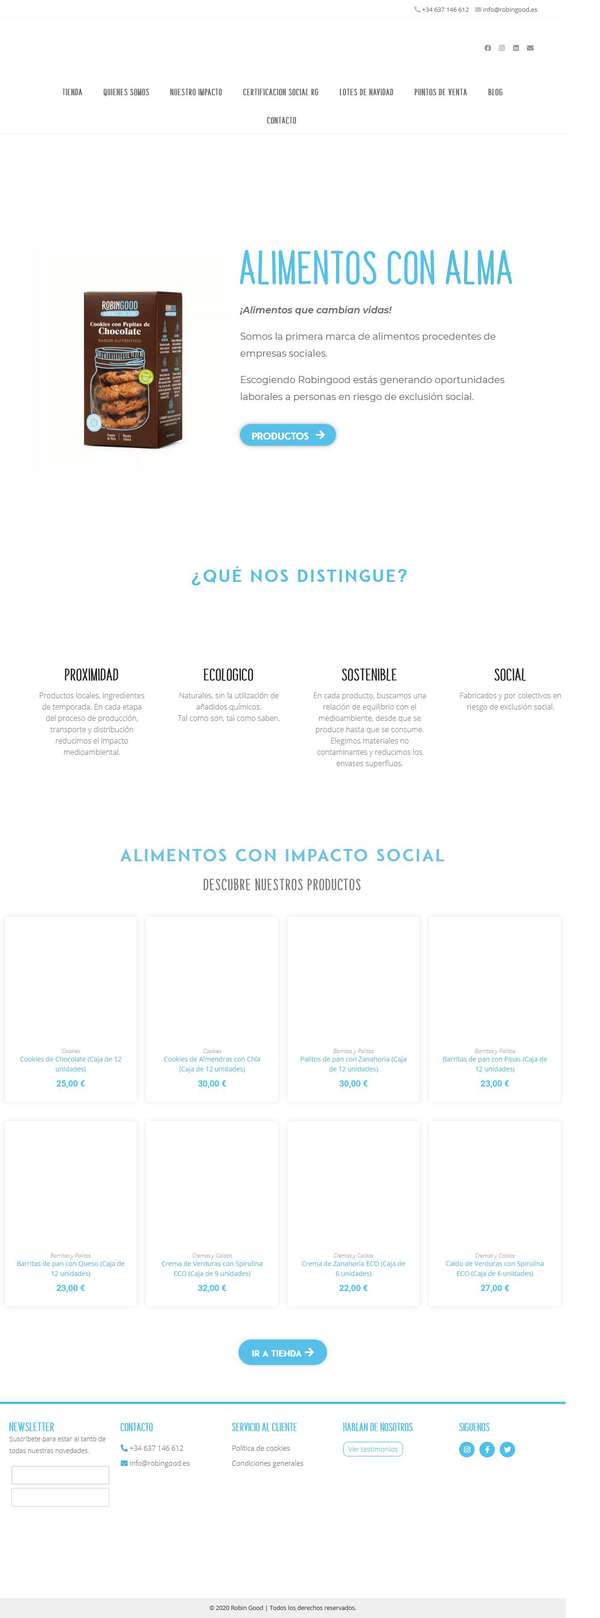 +34 637 146 612 info@robingood.es
TIENDA QUIENES SOMOS NUESTRO IMPACTO CERTIFICACION SOCIAL RG LOTES DE NAVIDAD PUNTOS DE VENTA BLOG
CONTACTO
ALIMENTOS CON ALMA
¡Alimentos que cambian vidas!
Somos la primera marca de alimentos procedentes de
empresas sociales.
Escogiendo Robingood estás generando oportunidades
laborales a personas en riesgo de exclusión social.
PRODUCTOS
ROBINGOOD
Cookies con Pepitas de
Chocolate
SABOR AUTÉNTICO
¿QUÉ NOS DISTINGUE?
PROXIMIDAD
Productos locales, ingredientes
de temporada. En cada etapa
del proceso de producción,
transporte y distribución
reducimos el impacto
medioambiental.
ECOLOGICO
Naturales, sin la utilización de
añadidos químicos.
Tal como son, tal como saben.
SOSTENIBLE
En cada producto, buscamos una
relación de equilibrio con el
medioambiente, desde que se
produce hasta que se consume.
Elegimos materiales no
contaminantes y reducimos los
envases superfluos.
SOCIAL
Fabricados y por colectivos en
riesgo de exclusión social.
ALIMENTOS CON IMPACTO SOCIAL
DESCUBRE NUESTROS PRODUCTOS
Cookies
Cookies de Chocolate (Caja de 12
unidades)
25,00 €
Cookies
Cookies de Almendras con Chía
(Caja de 12 unidades)
30,00 €
Barritas y Palitos
Palitos de pan con Zanahoria (Caja
de 12 unidades)
30,00 €
Barritas y Palitos
Barritas de pan con Pipas (Caja de
12 unidades)
23,00 €
Barritas y Palitos
Barritas de pan con Queso (Caja de
12 unidades)
23,00 €
Cremas y Caldos
Crema de Verduras con Spirulina
ECO (Caja de 9 unidades)
32,00 €
Cremas y Caldos
Crema de Zanahoria ECO (Caja de
6 unidades)
22,00 €
Cremas y Caldos
Caldo de Verduras con Spirulina
ECO (Caja de 6 unidades)
27,00 €
IR A TIENDA
NEWSLETTER
Suscríbete para estar al tanto de
todas nuestras novedades.
CONTACTO
+34 637 146 612
info@robingood.es
SERVICIO AL CLIENTE
Política de cookies
Condiciones generales
HABLAN DE NOSOTROS
Ver testimonios
SIGUENOS
© 2020 Robin Good | Todos los derechos reservados.